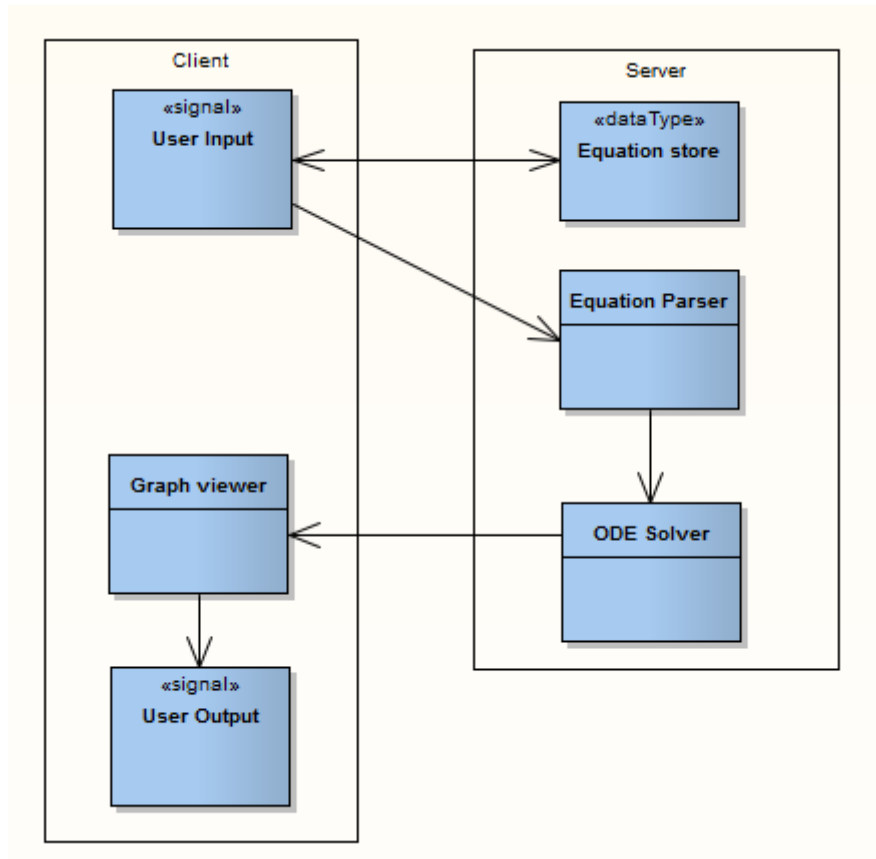 Client
«signal»
User Input
Graph viewer
«signal»
User Output
Server
«dataType»
Equation store
Equation Parser
ODE Solver